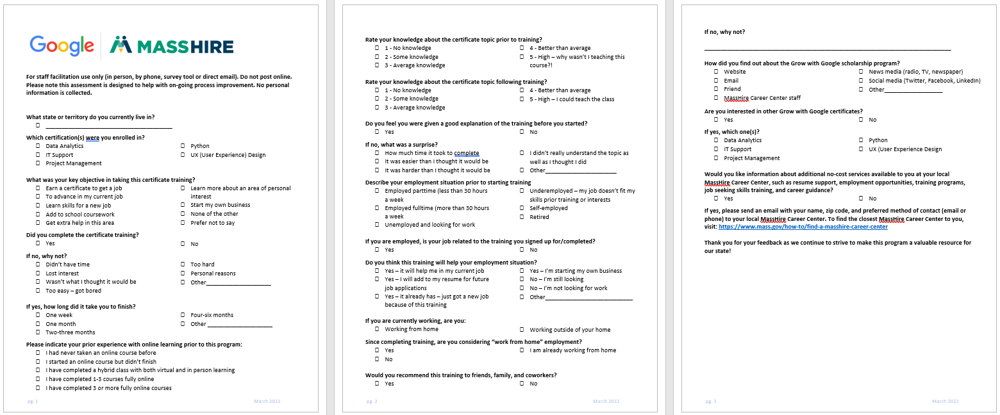 Google MASSHIRE
For staff facilitation use only (in person, by phone, survey tool or direct email). Do not post online.
Please note this assessment is designed to help with on-going process improvement. No personal
information is collected.
What state or territory do you currently live in?
☐ ________________________________________
Which certification(s) were you enrolled in?
☐ Data Analytics
☐ IT Support
☐ Project Management
☐ Python
☐ UX (User Experience) Design
What was your key objective in taking this certificate training?
☐ Earn a certificate to get a job
☐ To advance in my current job
☐ Learn skills for a new job
☐ Add to school coursework
☐ Get extra help in this area
☐ Learn more about an area of personal
interest
☐ Start my own business
☐ None of the other
☐ Prefer not to say
Did you complete the certificate training?
☐ Yes
☐ No
If no, why not?
☐ Didn't have time
☐ Lost interest
☐ Wasn't what I thought it would be
☐ Too easy – got bored
☐ Too hard
☐ Personal reasons
☐ Other____________________
If yes, how long did it take you to finish?
☐ One week
☐ One month
☐ Two-three months
☐ Four-six months
☐ Other ____________________
Please indicate your prior experience with online learning prior to this program:
☐ I had never taken an online course before
☐ I started an online course but didn't finish
☐ I have completed a hybrid class with both virtual and in person learning
☐ I have completed 1-3 courses fully online
☐ I have completed 3 or more fully online courses
pg. 1 March 2022
Rate your knowledge about the certificate topic prior to training?
☐ 1 - No knowledge
☐ 2 - Some knowledge
☐ 3 - Average knowledge
☐ 4 - Better than average
☐ 5 - High – why wasn't I teaching this
course?!
Rate your knowledge about the certificate topic following training?
☐ 1 - No knowledge
☐ 2 - Some knowledge
☐ 3 - Average knowledge
☐ 4 - Better than average
☐ 5 - High – I could teach the class
Do you feel you were given a good explanation of the training before you started?
☐ Yes
☐ No
If no, what was a surprise?
☐ How much time it took to complete
☐ It was easier than I thought it would be
☐ It was harder than I thought it would be
☐ I didn't really understand the topic as
well as I thought I did
☐ Other______________________
Describe your employment situation prior to starting training
☐ Employed parttime (less than 30 hours
a week
☐ Employed fulltime (more than 30 hours
a week
☐ Unemployed and looking for work
☐ Underemployed – my job doesn't fit my
skills prior training or interests
☐ Self-employed
☐ Retired
If you are employed, is your job related to the training you signed up for/completed?
☐ Yes
☐ No
Do you think this training will help your employment situation?
☐ Yes – it will help me in my current job
☐ Yes – I will add to my resume for future
job applications
☐ Yes – it already has – just got a new job
because of this training
☐ Yes – I'm starting my own business
☐ No – I'm still looking
☐ No – I'm not looking for work
☐ Other___________________________
If you are currently working, are you:
☐ Working from home
☐ Working outside of your home
Since completing training, are you considering “work from home” employment?
☐ Yes
☐ No
☐ I am already working from home
Would you recommend this training to friends, family, and coworkers?
☐ Yes
☐ No
pg. 2 March 2022
If no, why not?
______________________________________________________________________________
How did you find out about the Grow with Google scholarship program?
☐ Website
☐ Email
☐ Friend
☐ MassHire Career Center staff
☐ News media (radio, TV, newspaper)
☐ Social media (Twitter, Facebook, LinkedIn)
☐ Other__________________
Are you interested in other Grow with Google certificates?
☐ Yes
☐ No
If yes, which one(s)?
☐ Data Analytics
☐ IT Support
☐ Project Management
☐ Python
☐ UX (User Experience Design
Would you like information about additional no-cost services available to you at your local
MassHire Career Center, such as resume support, employment opportunities, training programs,
job seeking skills training, and career guidance?
☐ Yes
☐ No
If yes, please send an email with your name, zip code, and preferred method of contact (email or
phone) to your local MassHire Career Center. To find the closest MassHire Career Center to you,
visit: https://www.mass.gov/how-to/find-a-masshire-career-center
Thank you for your feedback as we continue to strive to make this program a valuable resource for
our state!
pg. 3 March 2022